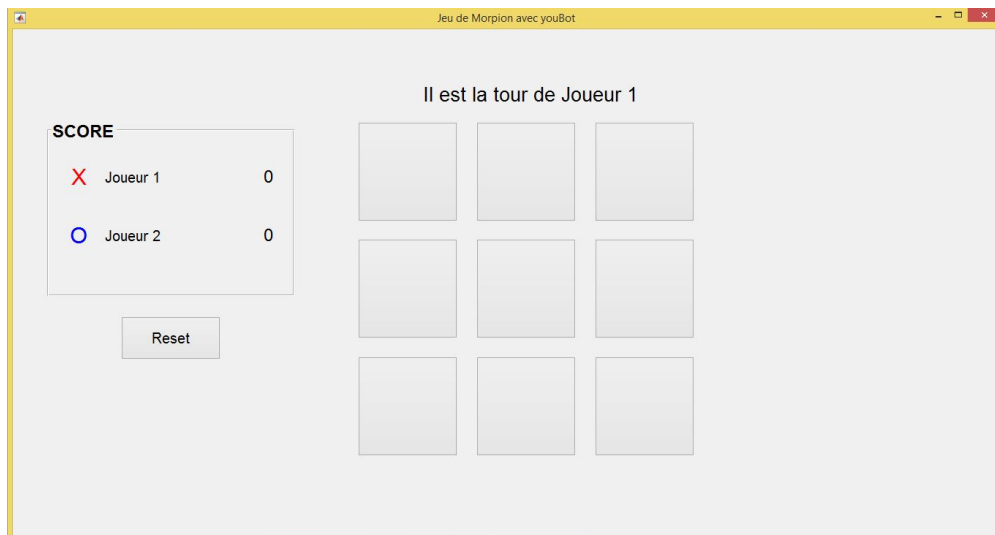 Jeu de Morpion avec youBot
Il est la tour de Joueur 1
SCORE
X Joueur 1 0
O Joueur 2 0
Reset